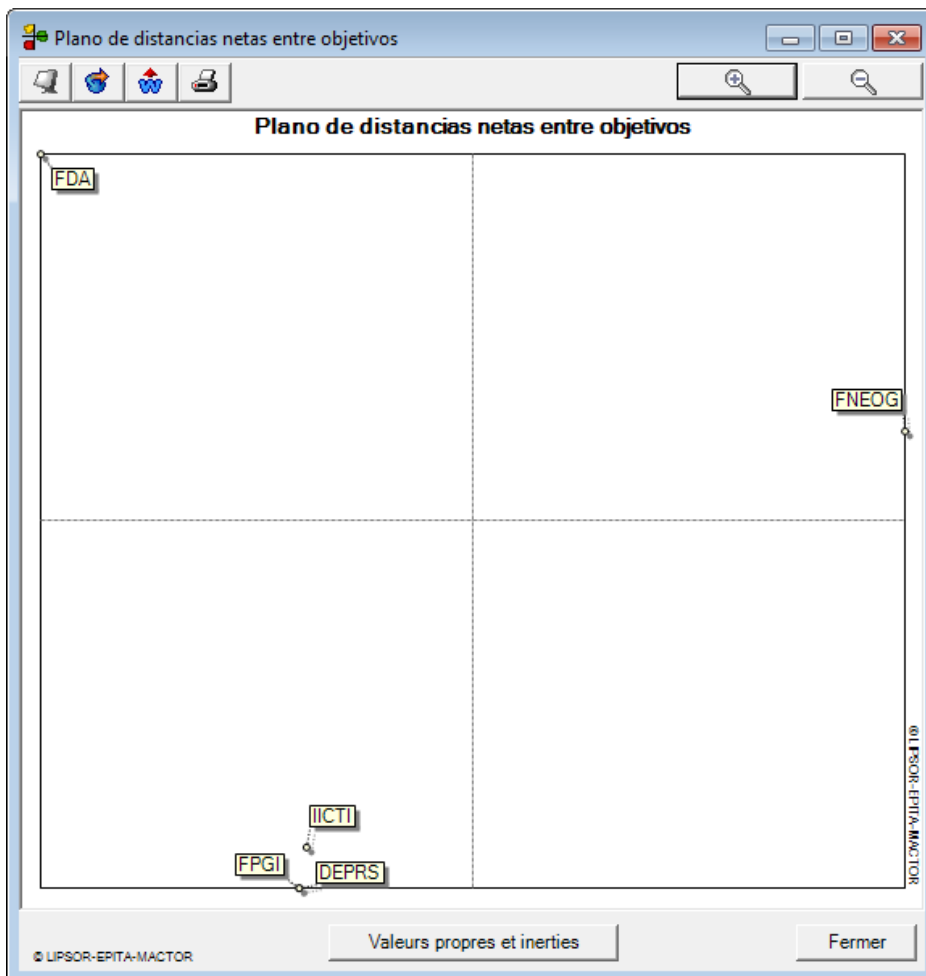 Plano de distancias netas entre objetivos
Plano de distancias netas entre objetivos
FDA
FNEOG
IICTI
FPGI
DEPRS
© LIPSOR-EPITA-MACTOR
© LIPSOR-EPITA-MACTOR
Valeurs propres et inerties
Fermer